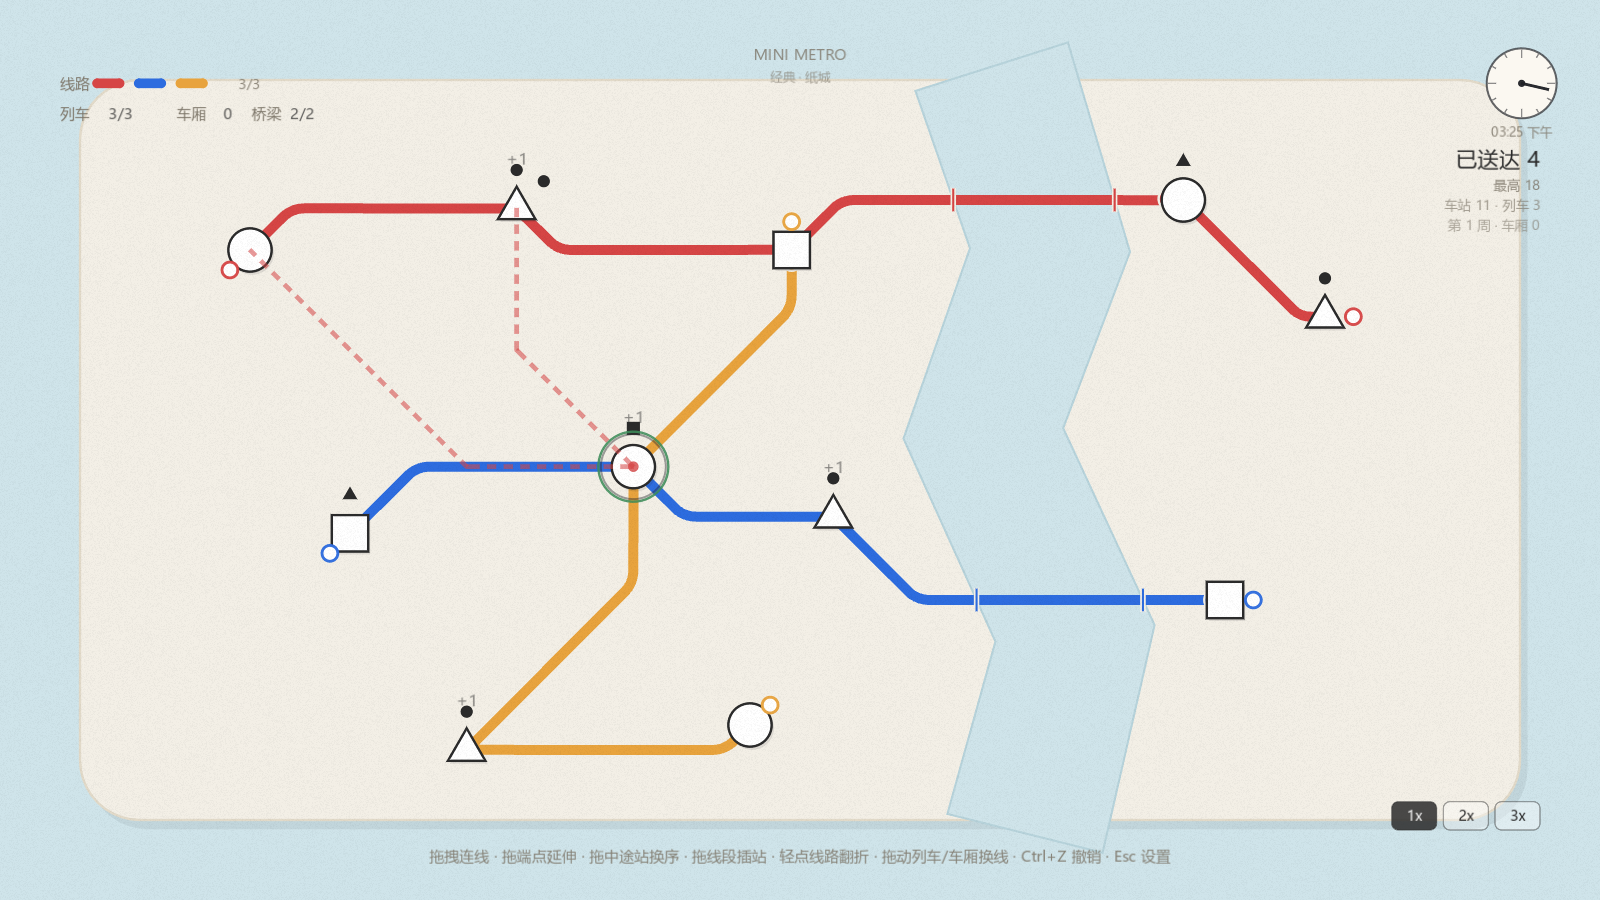 MINI METRO
经典 · 纸城
线路 3/3
列车 3/3 车厢 0 桥梁 2/2
03:25 下午
已送达 4
最高 18
车站 11 · 列车 3
第 1 周 · 车厢 0
+1
+1
+1
+1
1x 2x 3x
拖拽连线 · 拖端点延伸 · 拖中途站换序 · 拖线段插站 · 轻点线路翻折 · 拖动列车/车厢换线 · Ctrl+Z 撤销 · Esc 设置